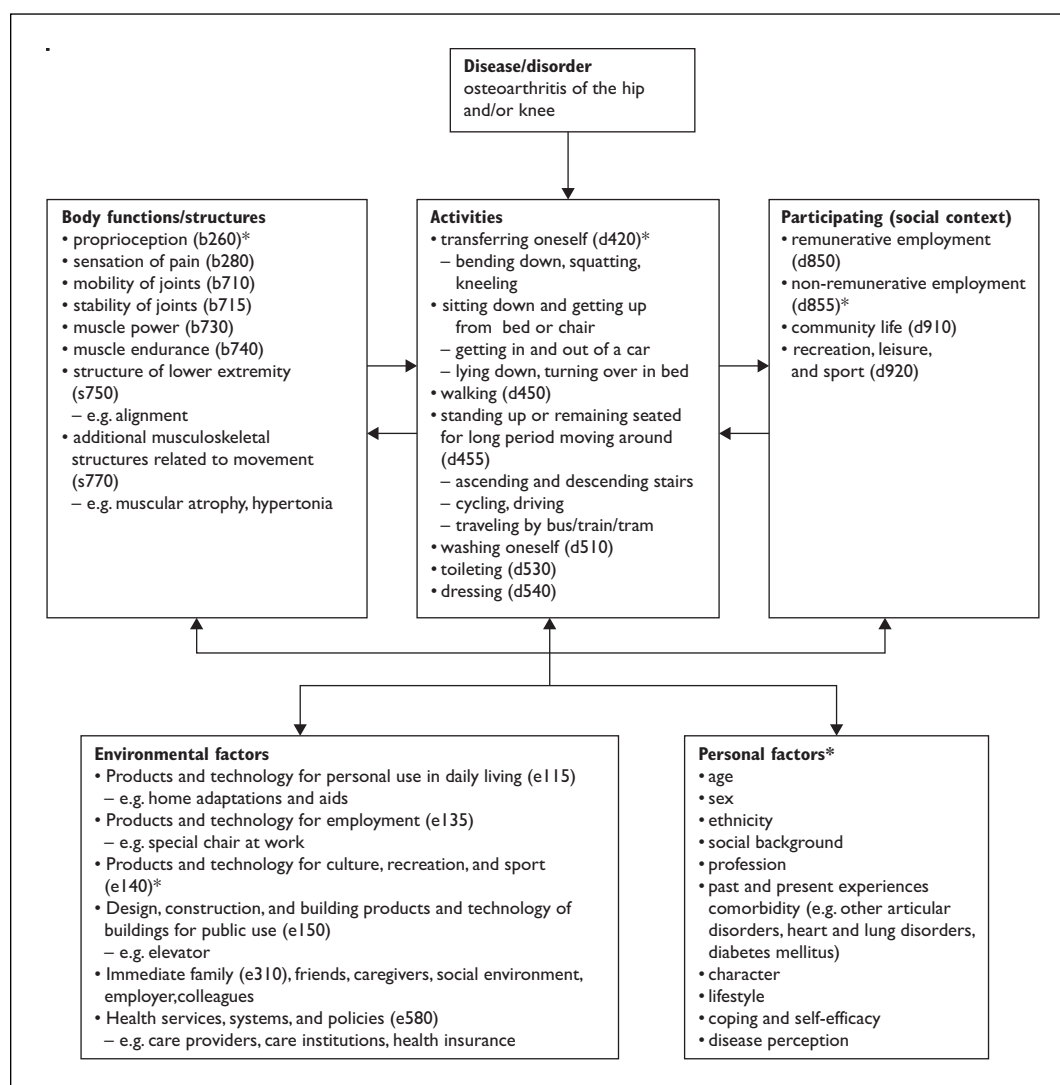 Disease/disorder
osteoarthritis of the hip
and/or knee
Body functions/structures
• proprioception (b260)*
• sensation of pain (b280)
• mobility of joints (b710)
• stability of joints (b715)
• muscle power (b730)
• muscle endurance (b740)
• structure of lower extremity
(s750)
– e.g. alignment
• additional musculoskeletal
structures related to movement
(s770)
– e.g. muscular atrophy, hypertonia
Activities
• transferring oneself (d420)*
– bending down, squatting,
kneeling
• sitting down and getting up
from bed or chair
– getting in and out of a car
– lying down, turning over in bed
• walking (d450)
• standing up or remaining seated
for long period moving around
(d455)
– ascending and descending stairs
– cycling, driving
– traveling by bus/train/tram
• washing oneself (d510)
• toileting (d530)
• dressing (d540)
Participating (social context)
• remunerative employment
(d850)
• non-remunerative employment
(d855)*
• community life (d910)
• recreation, leisure,
and sport (d920)
Environmental factors
• Products and technology for personal use in daily living (e115)
– e.g. home adaptations and aids
• Products and technology for employment (e135)
– e.g. special chair at work
• Products and technology for culture, recreation, and sport
(e140)*
• Design, construction, and building products and technology of
buildings for public use (e150)
– e.g. elevator
• Immediate family (e310), friends, caregivers, social environment,
employer,colleagues
• Health services, systems, and policies (e580)
– e.g. care providers, care institutions, health insurance
Personal factors*
• age
• sex
• ethnicity
• social background
• profession
• past and present experiences
comorbidity (e.g. other articular
disorders, heart and lung disorders,
diabetes mellitus)
• character
• lifestyle
• coping and self-efficacy
• disease perception